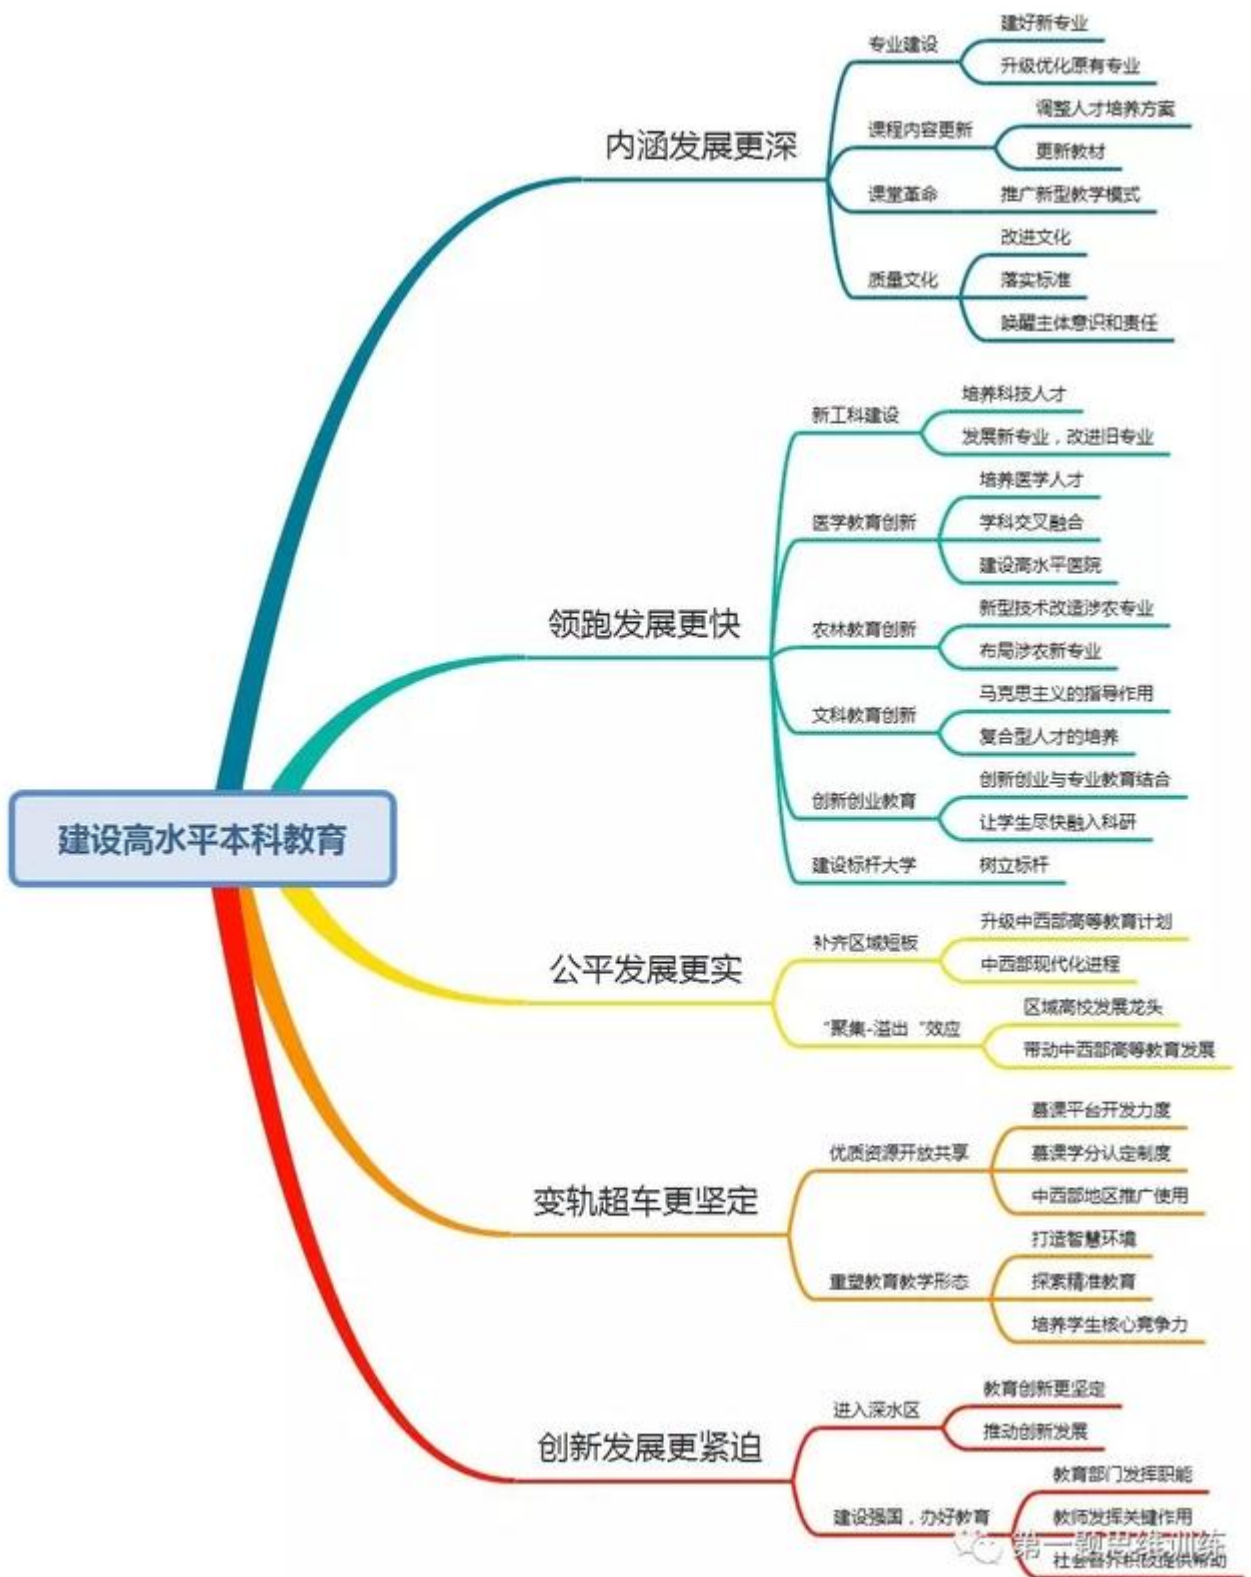 建设高水平本科教育
内涵发展更深
专业建设
建好新专业
升级优化原有专业
课程内容更新
调整人才培养方案
更新教材
课堂革命
推广新型教学模式
质量文化
改进文化
落实标准
唤醒主体意识和责任
领跑发展更快
新工科建设
培养科技人才
发展新专业，改进旧专业
医学教育创新
培养医学人才
学科交叉融合
建设高水平医院
农林教育创新
新型技术改造涉农专业
布局涉农新专业
文科教育创新
马克思主义的指导作用
复合型人才的培养
创新创业教育
创新创业与专业教育结合
让学生尽快融入科研
建设标杆大学
树立标杆
公平发展更实
补齐区域短板
升级中西部高等教育计划
中西部现代化进程
“聚集-溢出“效应
区域高校发展龙头
带动中西部高等教育发展
变轨超车更坚定
优质资源开放共享
慕课平台开发力度
慕课学分认定制度
中西部地区推广使用
重塑教育教学形态
打造智慧环境
探索精准教育
培养学生核心竞争力
创新发展更紧迫
进入深水区
教育创新更坚定
推动创新发展
建设强国，办好教育
教育部门发挥职能
教师发挥关键作用
社会各界积极提供帮助
第一题思维训练